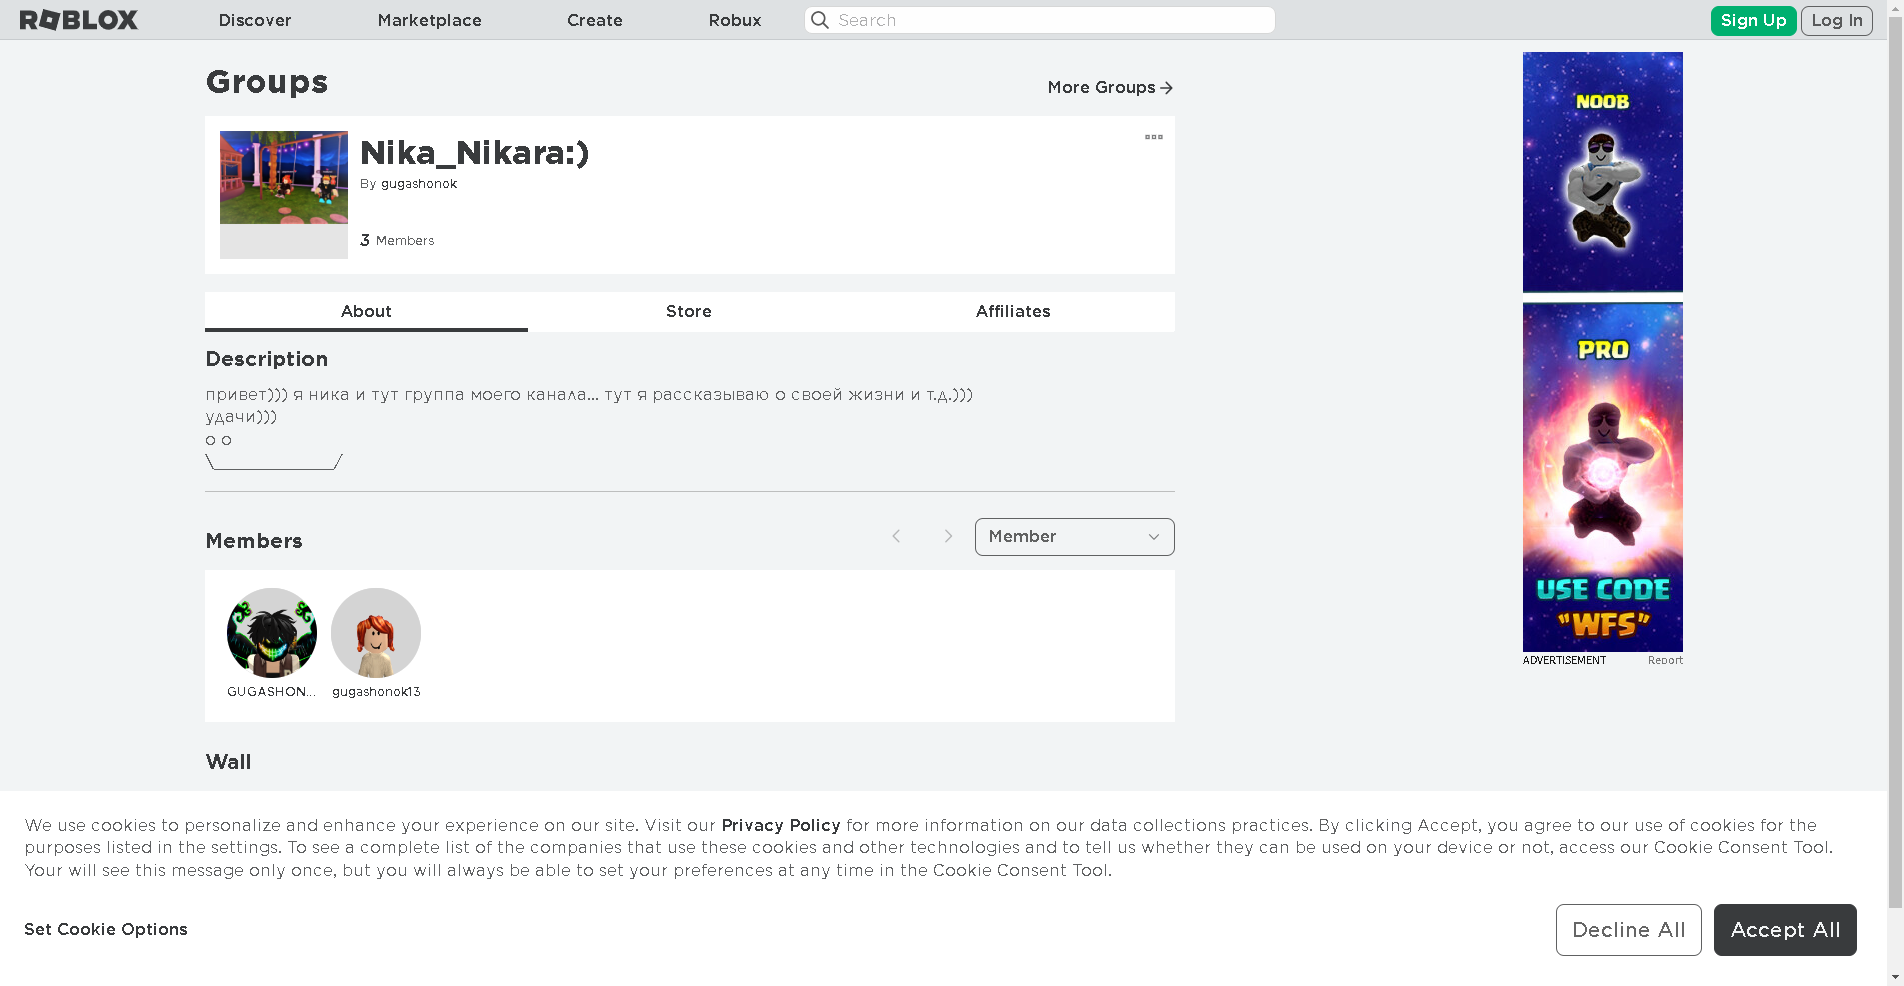 ROBLOX Discover Marketplace Create Robux Search Sign Up Log In
Groups
More Groups
Nika_Nikara:)
By gugashonok
3 Members
About Store Affiliates
Description
привет))) я ника и тут группа моего канала... тут я рассказываю о своей жизни и т.д.)))
удачи)))
о о
\______________/
Members
Member
GUGASHON... gugashonok13
Wall
NOOB
PRO
USE CODE
"WFS"
ADVERTISEMENT Report
We use cookies to personalize and enhance your experience on our site. Visit our Privacy Policy for more information on our data collections practices. By clicking Accept, you agree to our use of cookies for the
purposes listed in the settings. To see a complete list of the companies that use these cookies and other technologies and to tell us whether they can be used on your device or not, access our Cookie Consent Tool.
Your will see this message only once, but you will always be able to set your preferences at any time in the Cookie Consent Tool.
Set Cookie Options
Decline All Accept All